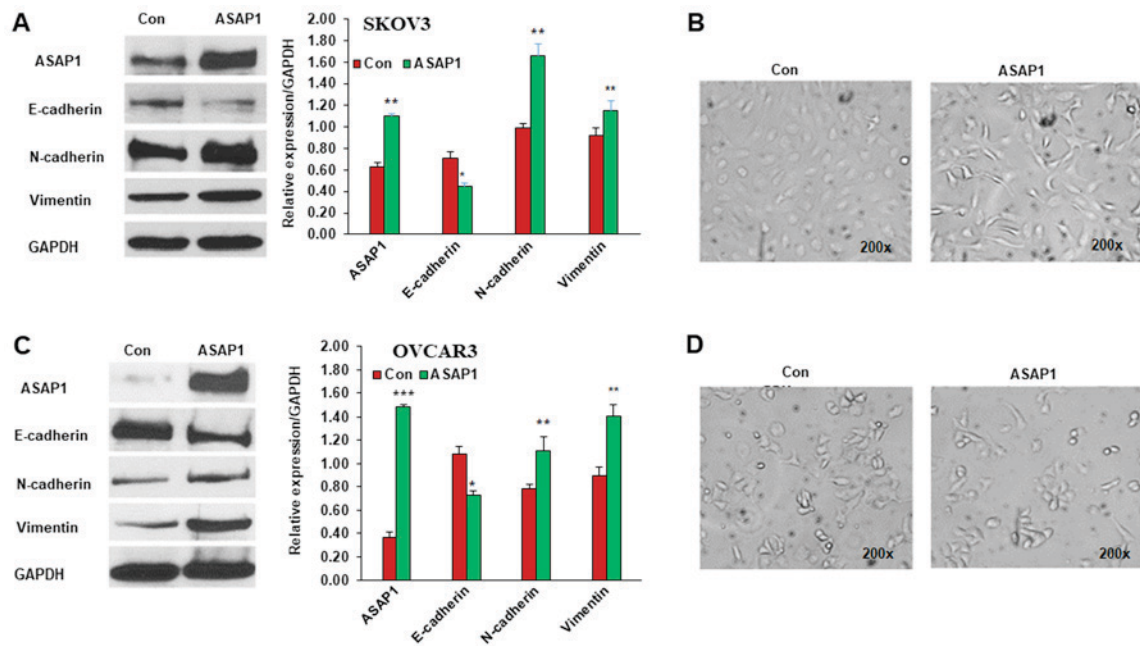 A
Con ASAP1
ASAP1
E-cadherin
N-cadherin
Vimentin
GAPDH
SKOV3
Con ASAP1
Relative expression/GAPDH
2.00
1.80
1.60
1.40
1.20
1.00
0.80
0.60
0.40
0.20
0.00
**
*
**
**
ASAP1
E-cadherin
N-cadherin
Vimentin
B
Con
ASAP1
200x
200x
C
Con ASAP1
ASAP1
E-cadherin
N-cadherin
Vimentin
GAPDH
OVCAR3
Con ASAP1
Relative expression/GAPDH
2.00
1.80
1.60
1.40
1.20
1.00
0.80
0.60
0.40
0.20
0.00
***
*
**
**
ASAP1
E-cadherin
N-cadherin
Vimentin
D
Con
ASAP1
200x
200x